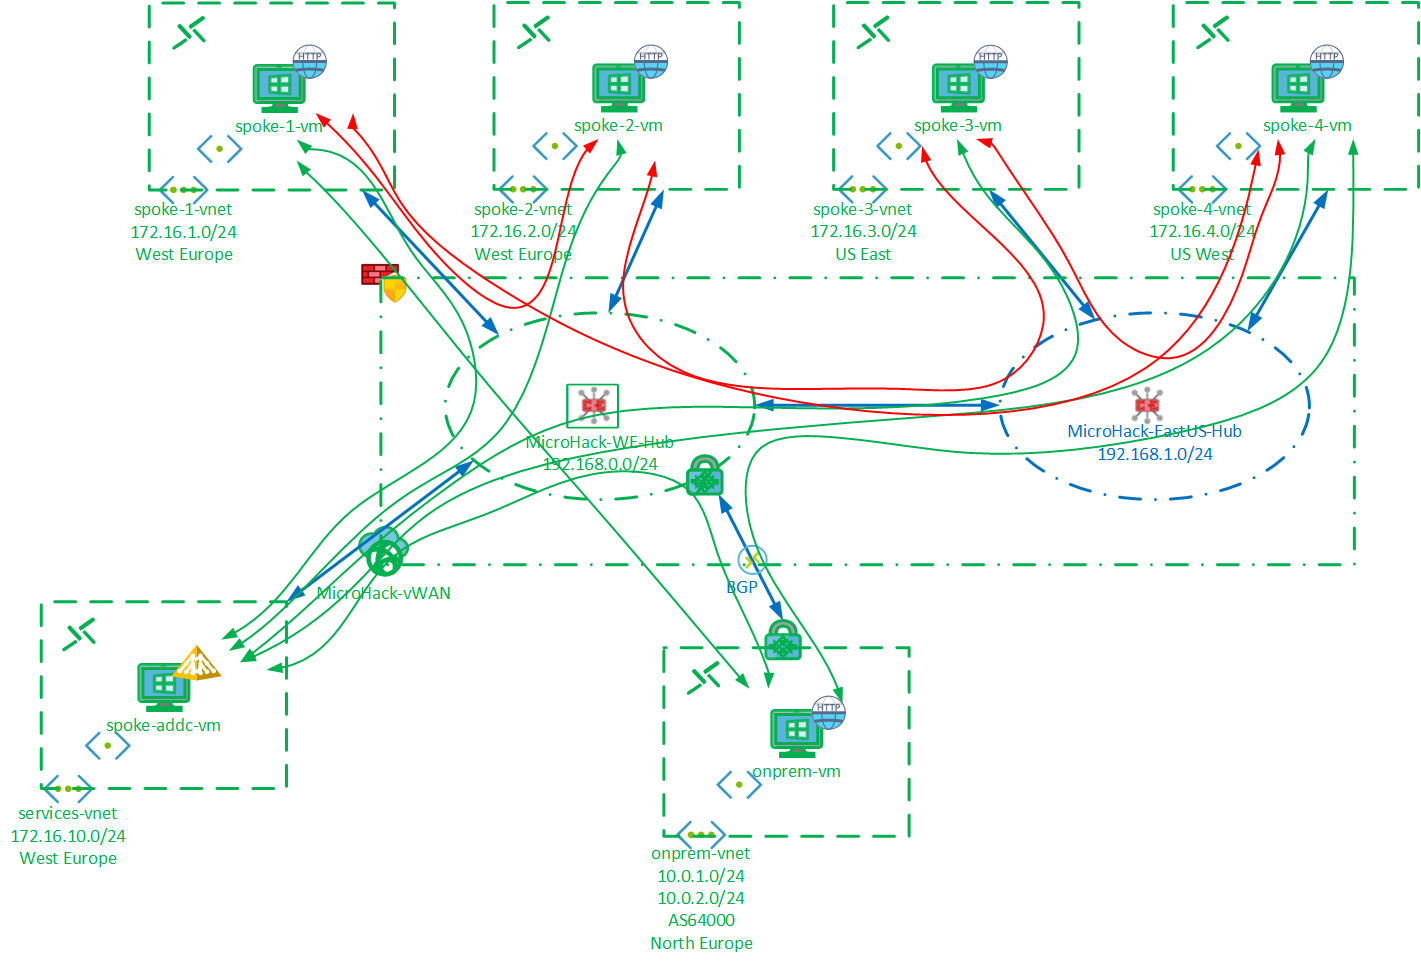 HTTP
HTTP
HTTP
HTTP
spoke-1-vm
spoke-2-vm
spoke-3-vm
spoke-4-vm
spoke-1-vnet
172.16.1.0/24
West Europe
spoke-2-vnet
172.16.2.0/24
West Europe
spoke-3-vnet
172.16.3.0/24
US East
spoke-4-vnet
172.16.4.0/24
US West
MicroHack-WE-Hub
192.168.0.0/24
MicroHack-EastUS-Hub
192.168.1.0/24
BGP
MicroHack-vWAN
spoke-addc-vm
services-vnet
172.16.10.0/24
West Europe
HTTP
onprem-vm
onprem-vnet
10.0.1.0/24
10.0.2.0/24
AS64000
North Europe